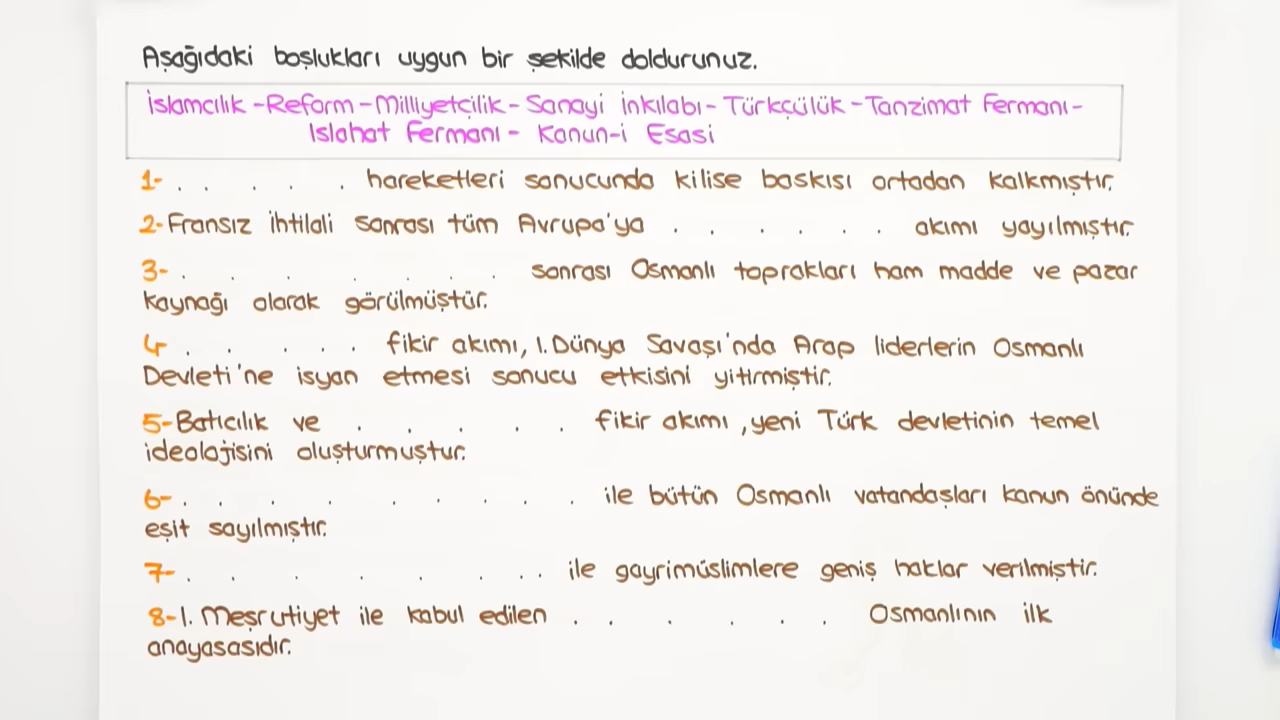 Aşağıdaki boşlukları uygun bir şekilde doldurunuz.
İslamcılık - Reform - Milliyetçilik - Sanayi İnkılabı - Türkçülük - Tanzimat Fermanı -
Islahat Fermanı - Kanun-i Esasi
1- . . . . . hareketleri sonucunda kilise baskısı ortadan kalkmıştır.
2- Fransız İhtilali sonrası tüm Avrupa'ya . . . . . . akımı yayılmıştır.
3- . . . . . . . sonrası Osmanlı toprakları ham madde ve pazar
kaynağı olarak görülmüştür.
4 . . . . . fikir akımı, I. Dünya Savaşı'nda Arap liderlerin Osmanlı
Devleti'ne isyan etmesi sonucu etkisini yitirmiştir.
5- Batıcılık ve . . . . . fikir akımı, yeni Türk devletinin temel
ideolojisini oluşturmuştur.
6- . . . . . . . . ile bütün Osmanlı vatandaşları kanun önünde
eşit sayılmıştır.
7- . . . . . . . . ile gayrimüslimlere geniş haklar verilmiştir.
8- I. Meşrutiyet ile kabul edilen . . . . . Osmanlının ilk
anayasasıdır.